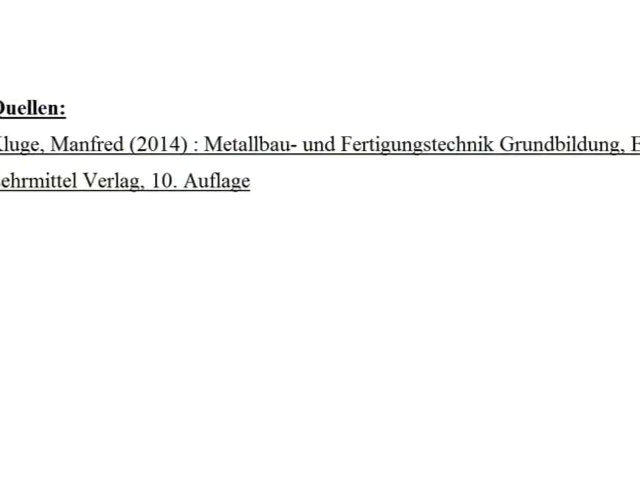 Quellen:
Kluge, Manfred (2014) : Metallbau- und Fertigungstechnik Grundbildung, E
Lehrmittel Verlag, 10. Auflage